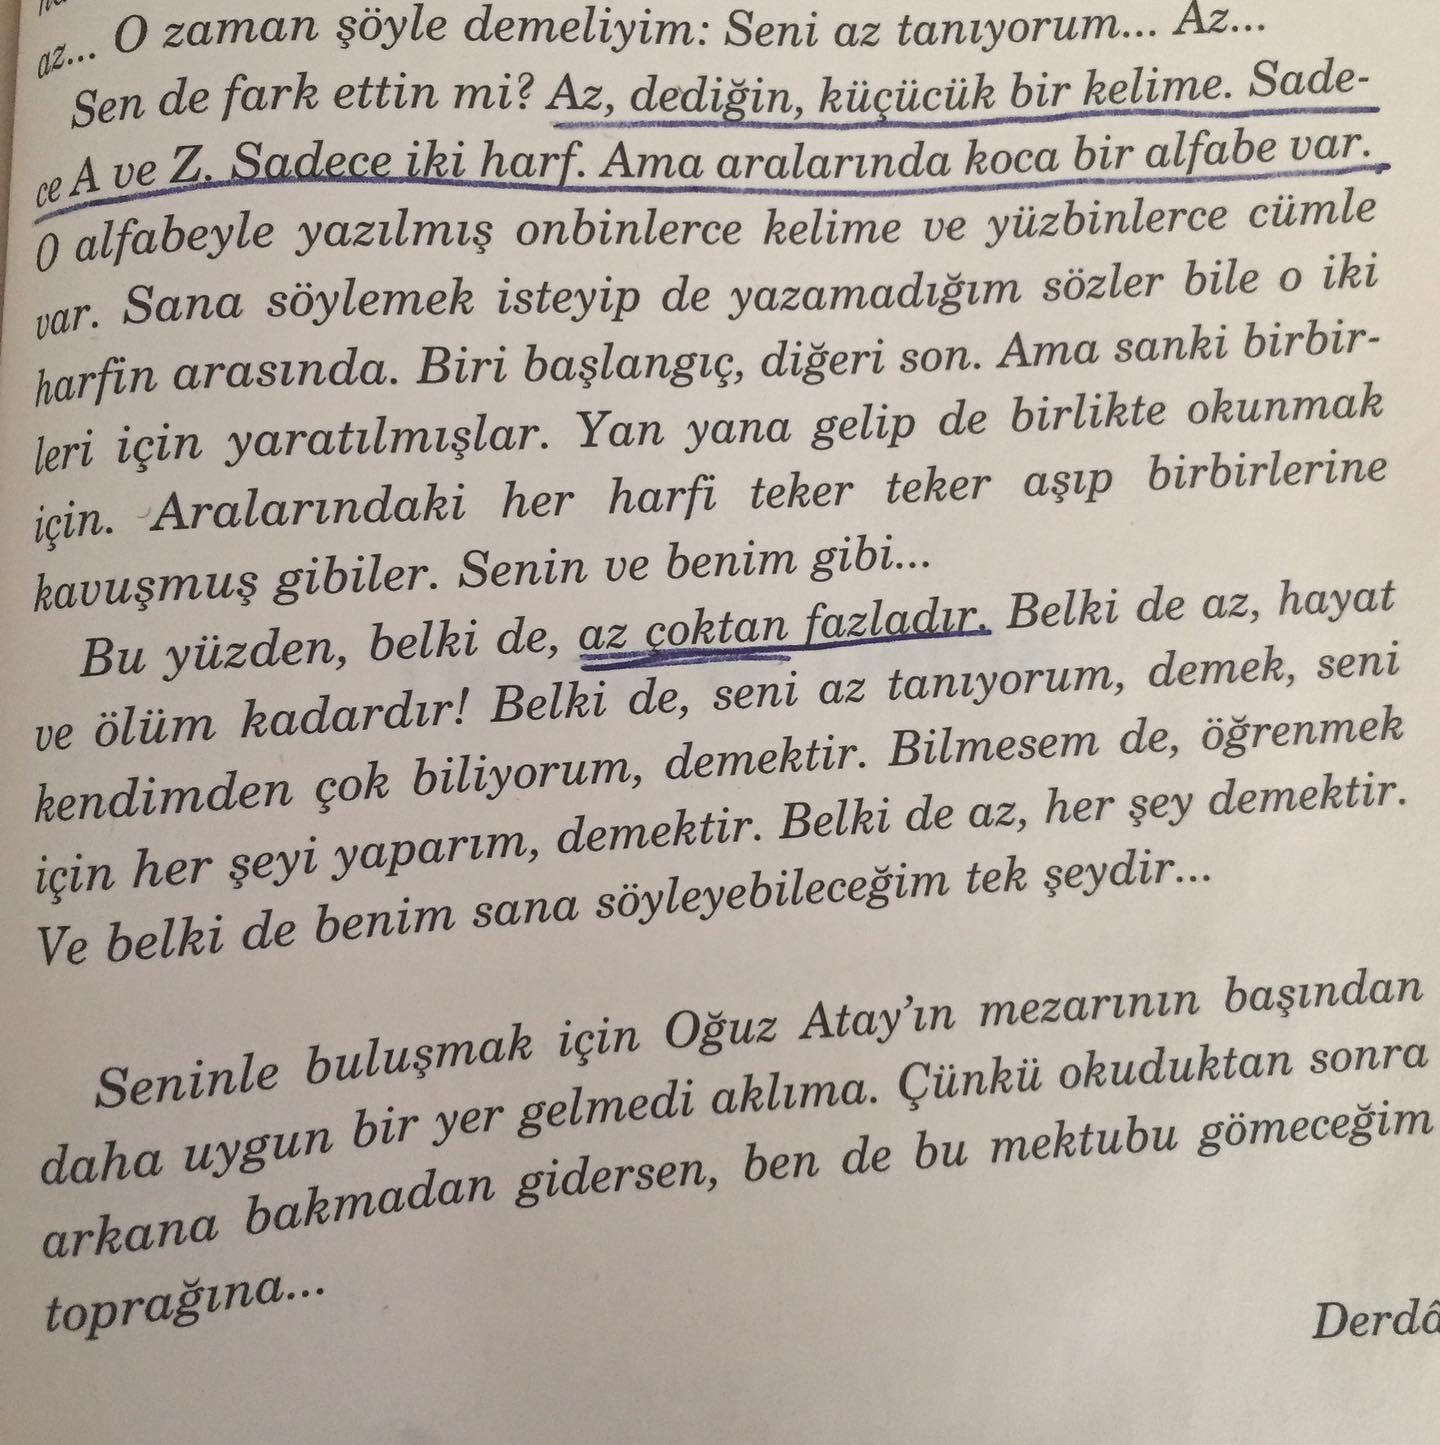 az... O zaman şöyle demeliyim: Seni az tanıyorum... Az...
Sen de fark ettin mi? Az, dediğin, küçücük bir kelime. Sade-
ce A ve Z. Sadece iki harf. Ama aralarında koca bir alfabe var.
O alfabeyle yazılmış onbinlerce kelime ve yüzbinlerce cümle
var. Sana söylemek isteyip de yazamadığım sözler bile o iki
harfin arasında. Biri başlangıç, diğeri son. Ama sanki birbir-
leri için yaratılmışlar. Yan yana gelip de birlikte okunmak
için. Aralarındaki her harfi teker teker aşıp birbirlerine
kavuşmuş gibiler. Senin ve benim gibi...
Bu yüzden, belki de, az çoktan fazladır. Belki de az, hayat
ve ölüm kadardır! Belki de, seni az tanıyorum, demek, seni
kendimden çok biliyorum, demektir. Bilmesem de, öğrenmek
için her şeyi yaparım, demektir. Belki de az, her şey demektir.
Ve belki de benim sana söyleyebileceğim tek şeydir...
Seninle buluşmak için Oğuz Atay'ın mezarının başından
daha uygun bir yer gelmedi aklıma. Çünkü okuduktan sonra
arkana bakmadan gidersen, ben de bu mektubu gömeceğim
toprağına...
Derdâ